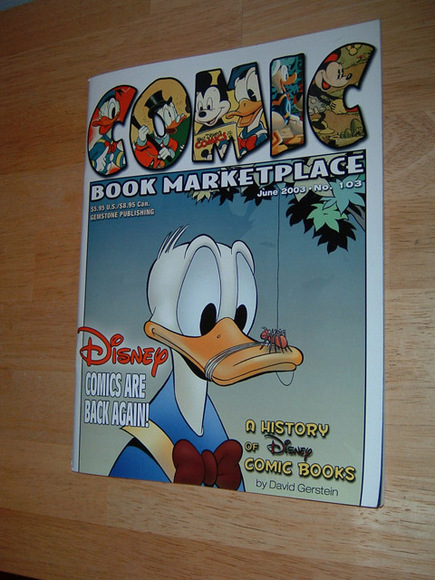 COMIC
BOOK MARKETPLACE
June 2003 • No. 103
$5.95 U.S./$8.95 Can.
GEMSTONE PUBLISHING
DISNEY
COMICS ARE
BACK AGAIN!
A HISTORY
OF Disney
COMIC BOOKS
by David Gerstein